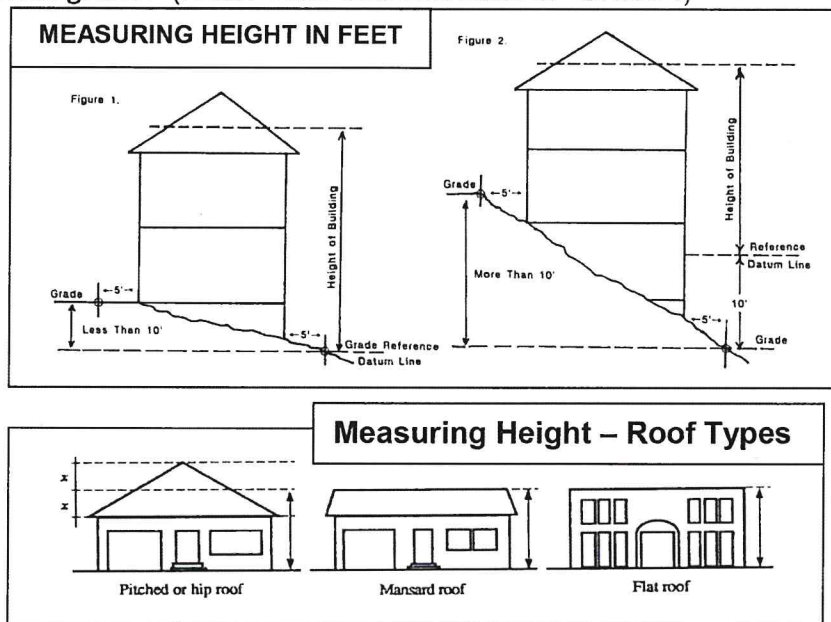 MEASURING HEIGHT IN FEET
Figure 1.
Height of Building
Grade
←5'→
Less Than 10'
←5'→
Grade Reference
Datum Line
Figure 2.
Grade
←5'→
Height of Building
Reference
Datum Line
More Than 10'
10'
←5'→
Grade
Measuring Height – Roof Types
x
x
Pitched or hip roof
Mansard roof
Flat roof